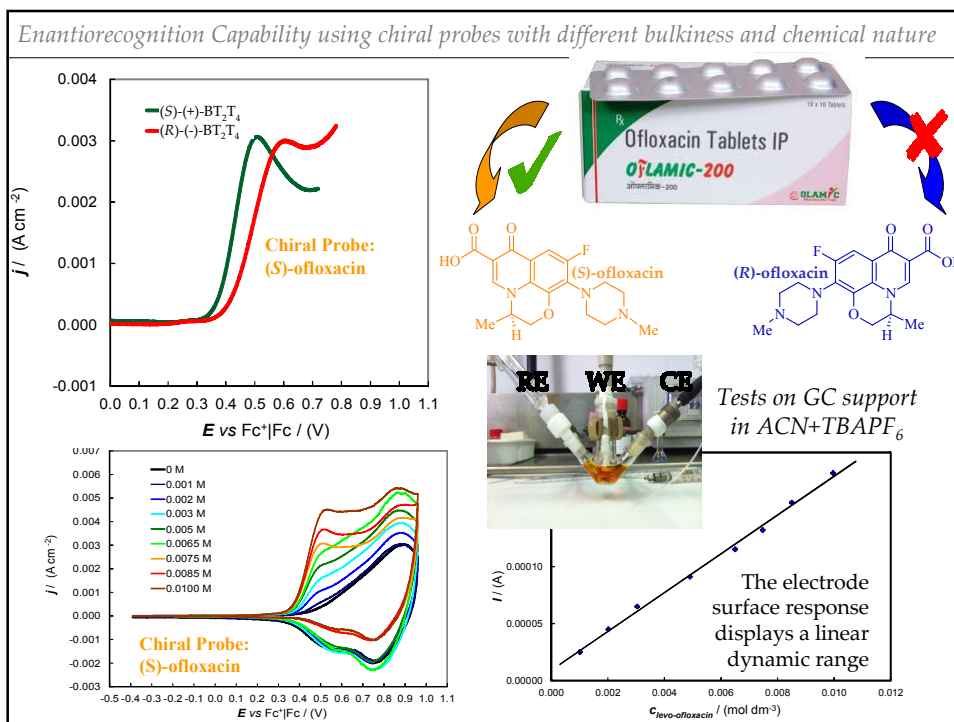 Enantiorecognition Capability using chiral probes with different bulkiness and chemical nature
0.004
0.003
0.002
0.001
0.000
-0.001
j / (A cm⁻²)
(S)-(+)-BT₂T₄
(R)-(-)-BT₂T₄
Chiral Probe:
(S)-ofloxacin
0.0 0.1 0.2 0.3 0.4 0.5 0.6 0.7 0.8 0.9 1.0 1.1
E vs Fc⁺|Fc / (V)
Rx
10 x 10 Tablets
Ofloxacin Tablets IP
OFLAMIC-200
ओफ्लामिक-200
OLAMIC
O
O
HO
F
(S)-ofloxacin
N
N
O
N
Me
H
Me
O
O
F
(R)-ofloxacin
OH
N
N
N
O
Me
Me
H
RE WE CE
Tests on GC support
in ACN+TBAPF₆
0.007
0.006
0.005
0.004
0.003
0.002
0.001
0.000
-0.001
-0.002
-0.003
j / (A cm⁻²)
0 M
0.001 M
0.002 M
0.003 M
0.005 M
0.0065 M
0.0075 M
0.0085 M
0.0100 M
Chiral Probe:
(S)-ofloxacin
-0.5 -0.4 -0.3 -0.2 -0.1 0.0 0.1 0.2 0.3 0.4 0.5 0.6 0.7 0.8 0.9 1.0 1.1
E vs Fc⁺|Fc / (V)
0.00010
0.00005
0.00000
I / (A)
The electrode
surface response
displays a linear
dynamic range
0.000 0.002 0.004 0.006 0.008 0.010 0.012
c levo-ofloxacin / (mol dm⁻³)